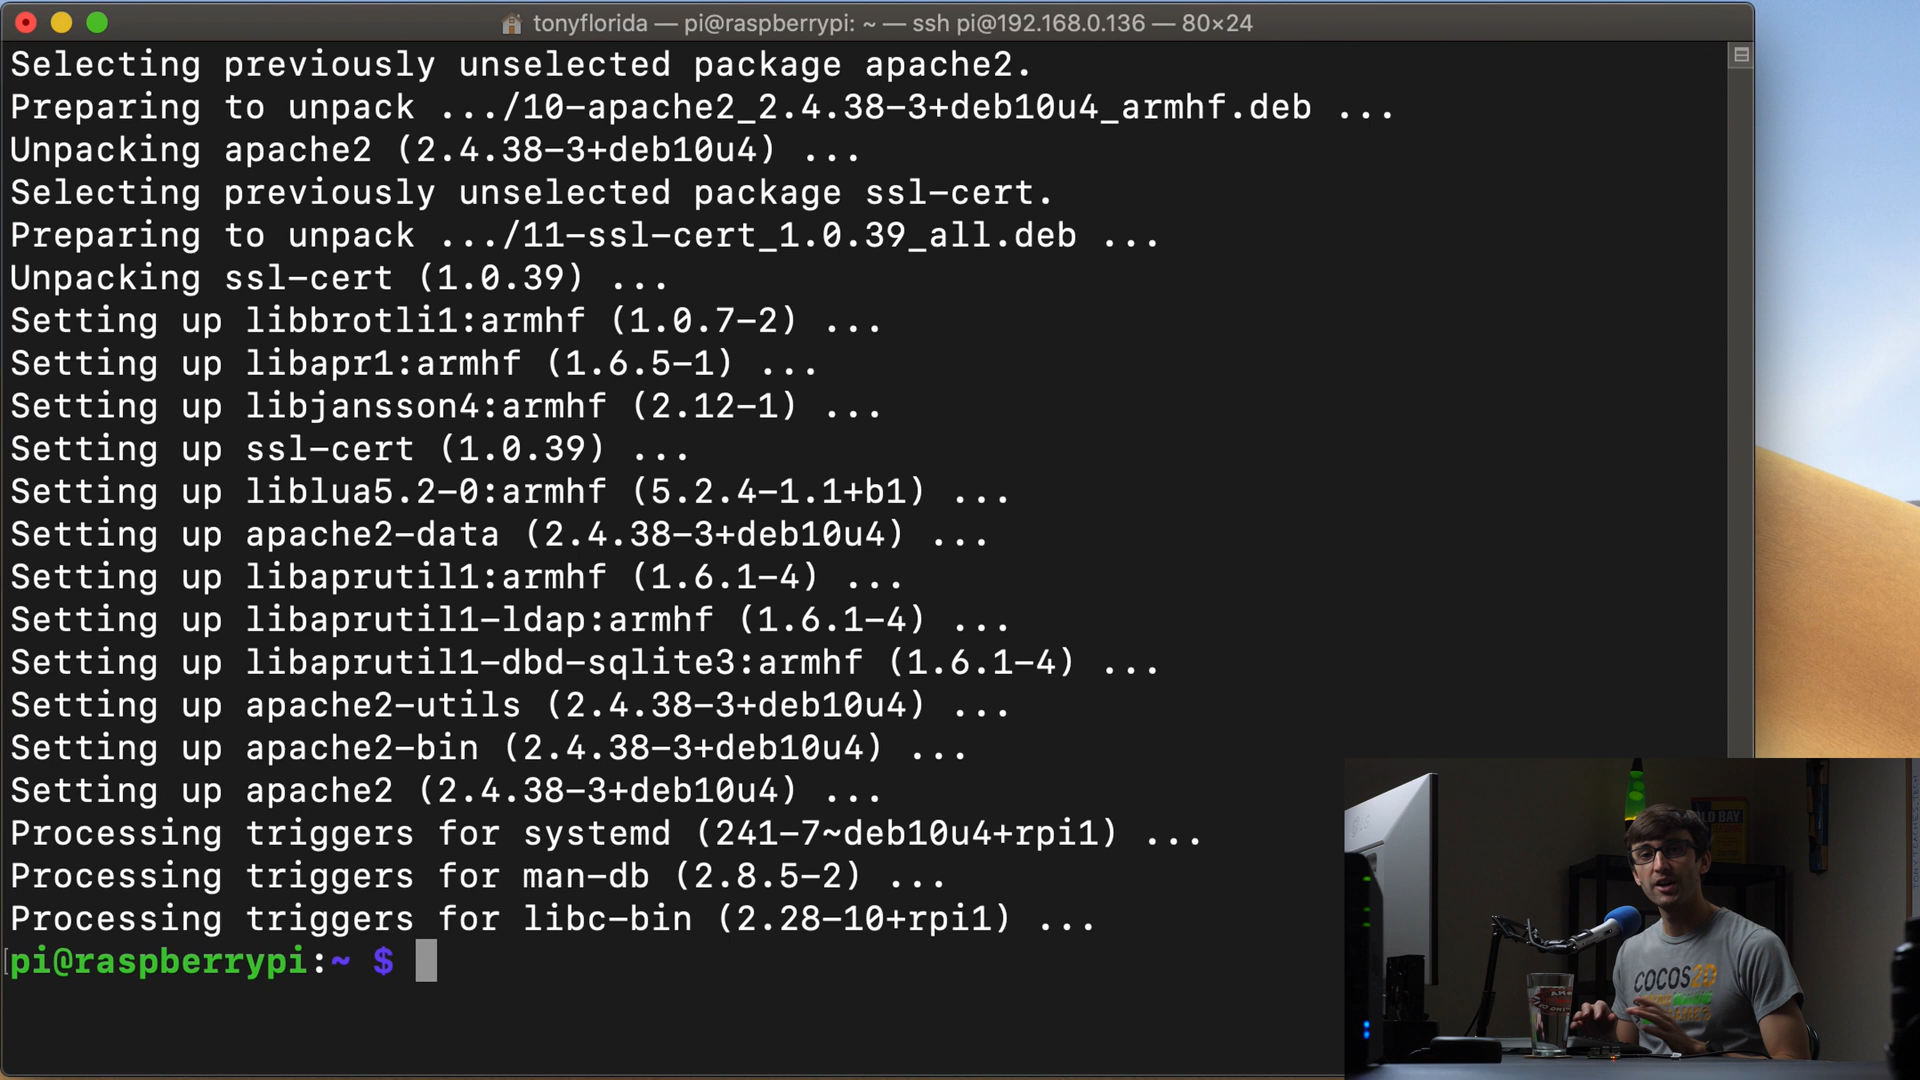 tonyflorida — pi@raspberrypi: ~ — ssh pi@192.168.0.136 — 80×24
Selecting previously unselected package apache2.
Preparing to unpack .../10-apache2_2.4.38-3+deb10u4_armhf.deb ...
Unpacking apache2 (2.4.38-3+deb10u4) ...
Selecting previously unselected package ssl-cert.
Preparing to unpack .../11-ssl-cert_1.0.39_all.deb ...
Unpacking ssl-cert (1.0.39) ...
Setting up libbrotli1:armhf (1.0.7-2) ...
Setting up libapr1:armhf (1.6.5-1) ...
Setting up libjansson4:armhf (2.12-1) ...
Setting up ssl-cert (1.0.39) ...
Setting up liblua5.2-0:armhf (5.2.4-1.1+b1) ...
Setting up apache2-data (2.4.38-3+deb10u4) ...
Setting up libaprutil1:armhf (1.6.1-4) ...
Setting up libaprutil1-ldap:armhf (1.6.1-4) ...
Setting up libaprutil1-dbd-sqlite3:armhf (1.6.1-4) ...
Setting up apache2-utils (2.4.38-3+deb10u4) ...
Setting up apache2-bin (2.4.38-3+deb10u4) ...
Setting up apache2 (2.4.38-3+deb10u4) ...
Processing triggers for systemd (241-7~deb10u4+rpi1) ...
Processing triggers for man-db (2.8.5-2) ...
Processing triggers for libc-bin (2.28-10+rpi1) ...
pi@raspberrypi:~ $
BAY
COCOS2D